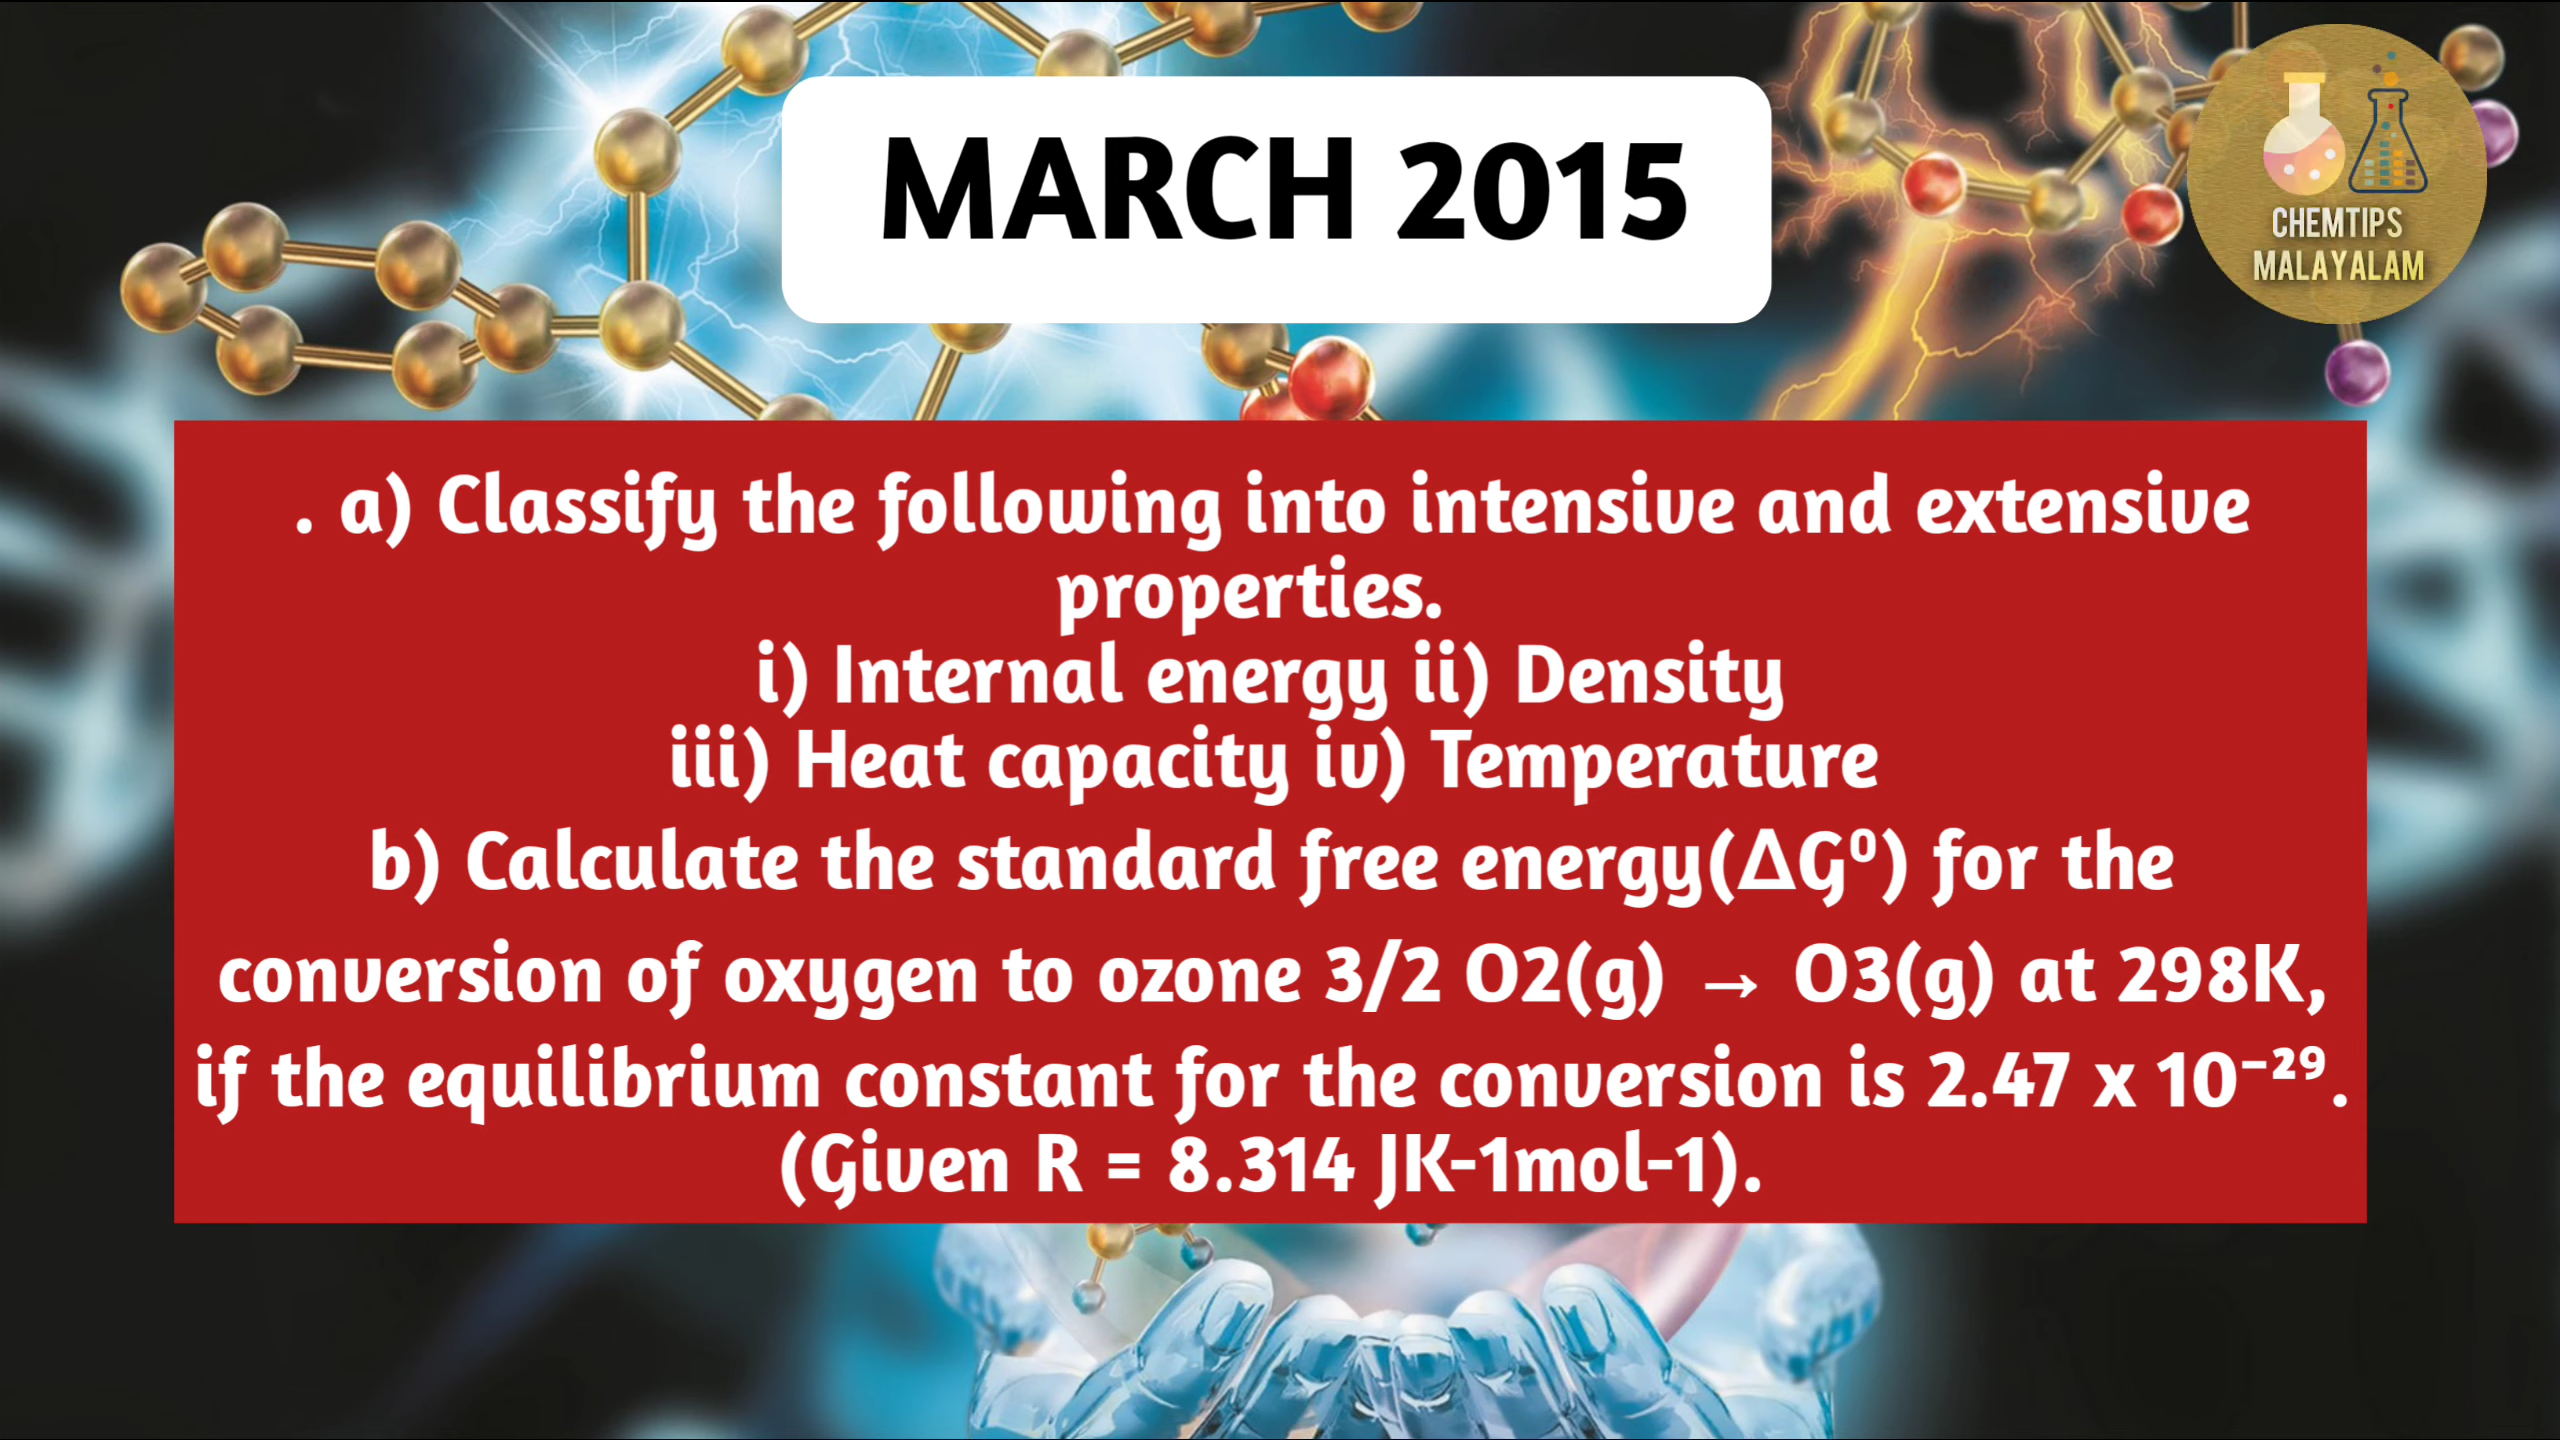 MARCH 2015
CHEMTIPS
MALAYALAM
. a) Classify the following into intensive and extensive
properties.
i) Internal energy ii) Density
iii) Heat capacity iv) Temperature
b) Calculate the standard free energy(ΔG⁰) for the
conversion of oxygen to ozone 3/2 O2(g) → O3(g) at 298K,
if the equilibrium constant for the conversion is 2.47 x 10⁻²⁹.
(Given R = 8.314 JK-1mol-1).